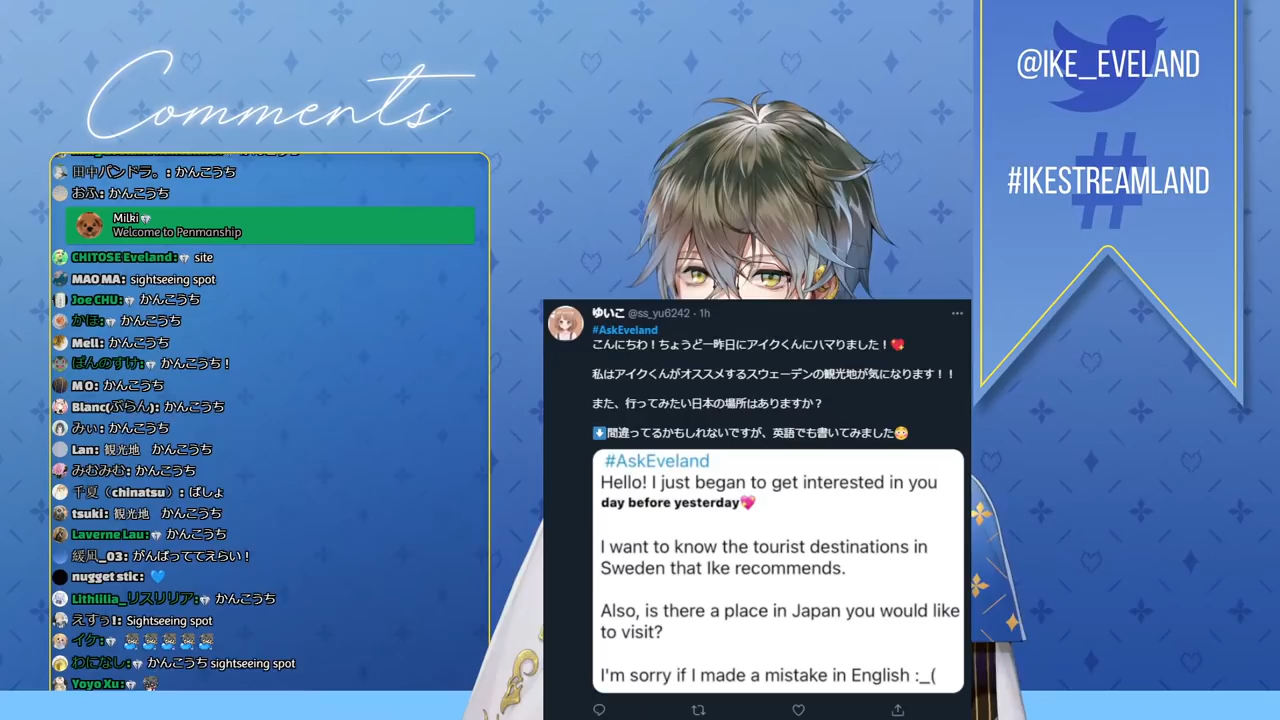 Comments
田中パンドラ。: かんこうち
おふ: かんこうち
Milki
Welcome to Penmanship
CHITOSE Eveland: site
MAO MA: sightseeing spot
Joe CHU: かんこうち
かほ: かんこうち
Mell: かんこうち
ぽんのすけ: かんこうち！
M O: かんこうち
Blanc(ぶらん): かんこうち
みぃ: かんこうち
Lan: 観光地 かんこうち
みむみむ: かんこうち
千夏（chinatsu）: ばしょ
tsuki: 観光地 かんこうち
Laverne Lau: かんこうち
緩凪_03: がんばっててえらい！
nugget stic: 💙
Lithlilia_リスリリア: かんこうち
えすぅ!: Sightseeing spot
イケ:
わになし: かんこうち sightseeing spot
Yoyo Xu:
ゆいこ @ss_yu6242 · 1h
#AskEveland
こんにちわ！ちょうど一昨日にアイクくんにハマりました！💘
私はアイクくんがオススメするスウェーデンの観光地が気になります！！
また、行ってみたい日本の場所はありますか？
⬇️間違ってるかもしれないですが、英語でも書いてみました😳
#AskEveland
Hello! I just began to get interested in you
day before yesterday💘
I want to know the tourist destinations in
Sweden that Ike recommends.
Also, is there a place in Japan you would like
to visit?
I'm sorry if I made a mistake in English :_(
@IKE_EVELAND
#IKESTREAMLAND